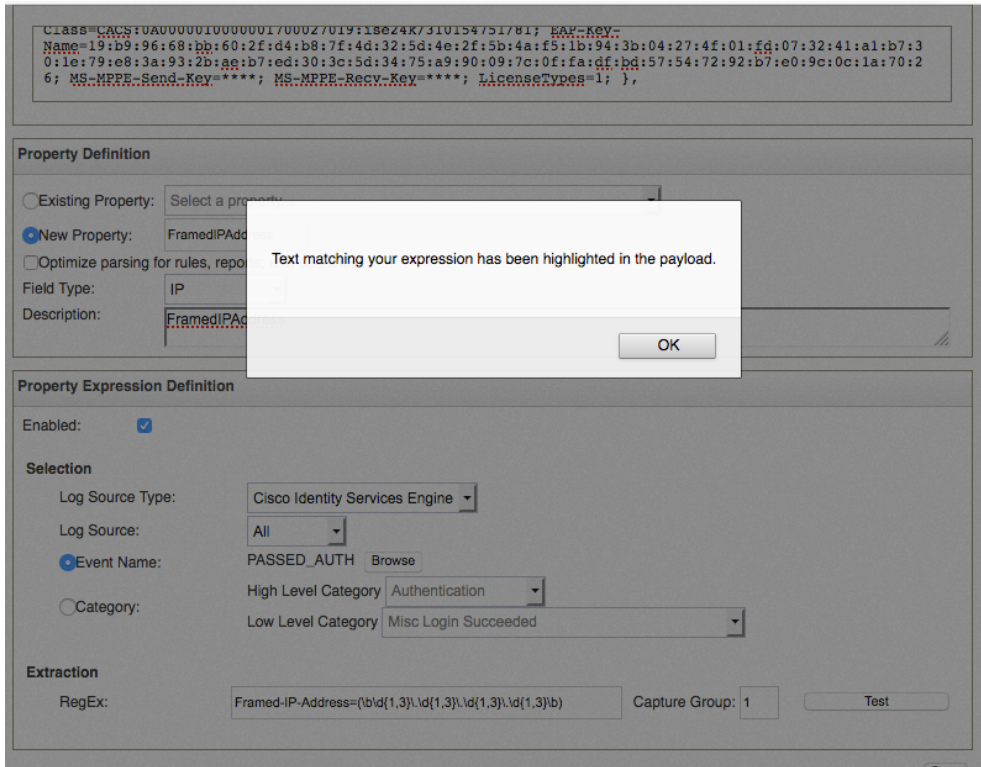 Class=CACS:0A0000010000001700027019:ise24k7310154751781; EAP-Key-
Name=19:b9:96:68:bb:60:2f:d4:b8:7f:4d:32:5d:4e:2f:5b:4a:f5:1b:94:3b:04:27:4f:01:fd:07:32:41:a1:b7:3
0:1e:79:e8:3a:93:2b:ae:b7:ed:30:3c:5d:34:75:a9:90:09:7c:0f:fa:df:bd:57:54:72:92:b7:e0:9c:0c:1a:70:2
6; MS-MPPE-Send-Key=****; MS-MPPE-Recv-Key=****; LicenseTypes=1; },
Property Definition
Existing Property: Select a property
New Property: FramedIPAddress
Optimize parsing for rules, repor
Field Type: IP
Description: FramedIPAddress
Text matching your expression has been highlighted in the payload.
OK
Property Expression Definition
Enabled:
Selection
Log Source Type: Cisco Identity Services Engine
Log Source: All
Event Name: PASSED_AUTH Browse
High Level Category Authentication
Category:
Low Level Category Misc Login Succeeded
Extraction
RegEx: Framed-IP-Address=(\b\d{1,3}\.\d{1,3}\.\d{1,3}\.\d{1,3}\b) Capture Group: 1 Test